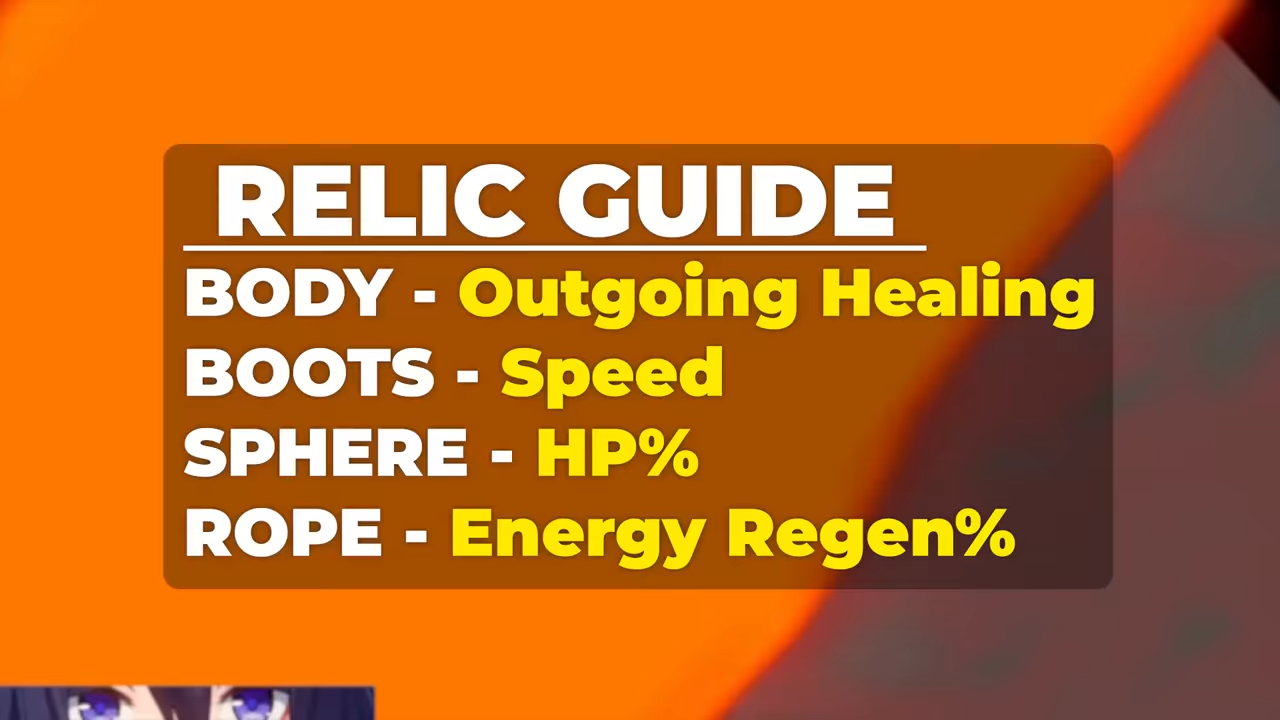 RELIC GUIDE
BODY - Outgoing Healing
BOOTS - Speed
SPHERE - HP%
ROPE - Energy Regen%